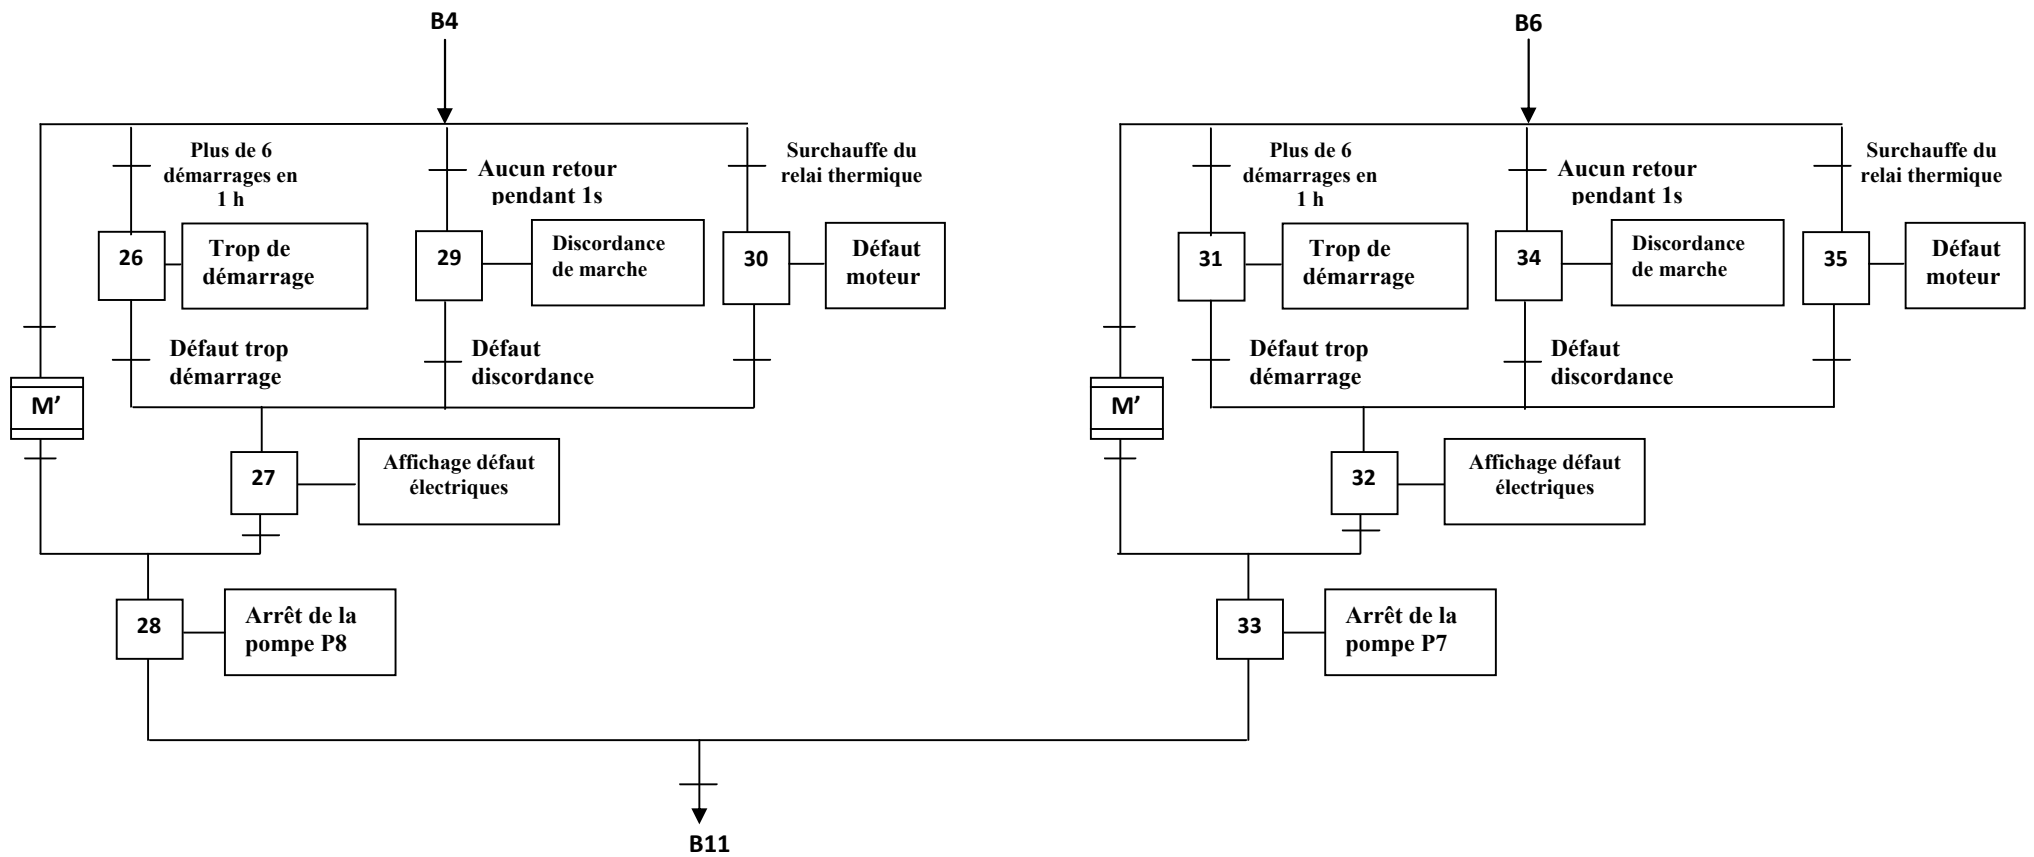 B4
B6
Plus de 6
démarrages en
1 h
Aucun retour
pendant 1s
Surchauffe du
relai thermique
Plus de 6
démarrages en
1 h
Aucun retour
pendant 1s
Surchauffe du
relai thermique
26
Trop de
démarrage
29
Discordance
de marche
30
Défaut
moteur
31
Trop de
démarrage
34
Discordance
de marche
35
Défaut
moteur
Défaut trop
démarrage
Défaut
discordance
Défaut trop
démarrage
Défaut
discordance
M’
M’
27
Affichage défaut
électriques
32
Affichage défaut
électriques
28
Arrêt de la
pompe P8
33
Arrêt de la
pompe P7
B11